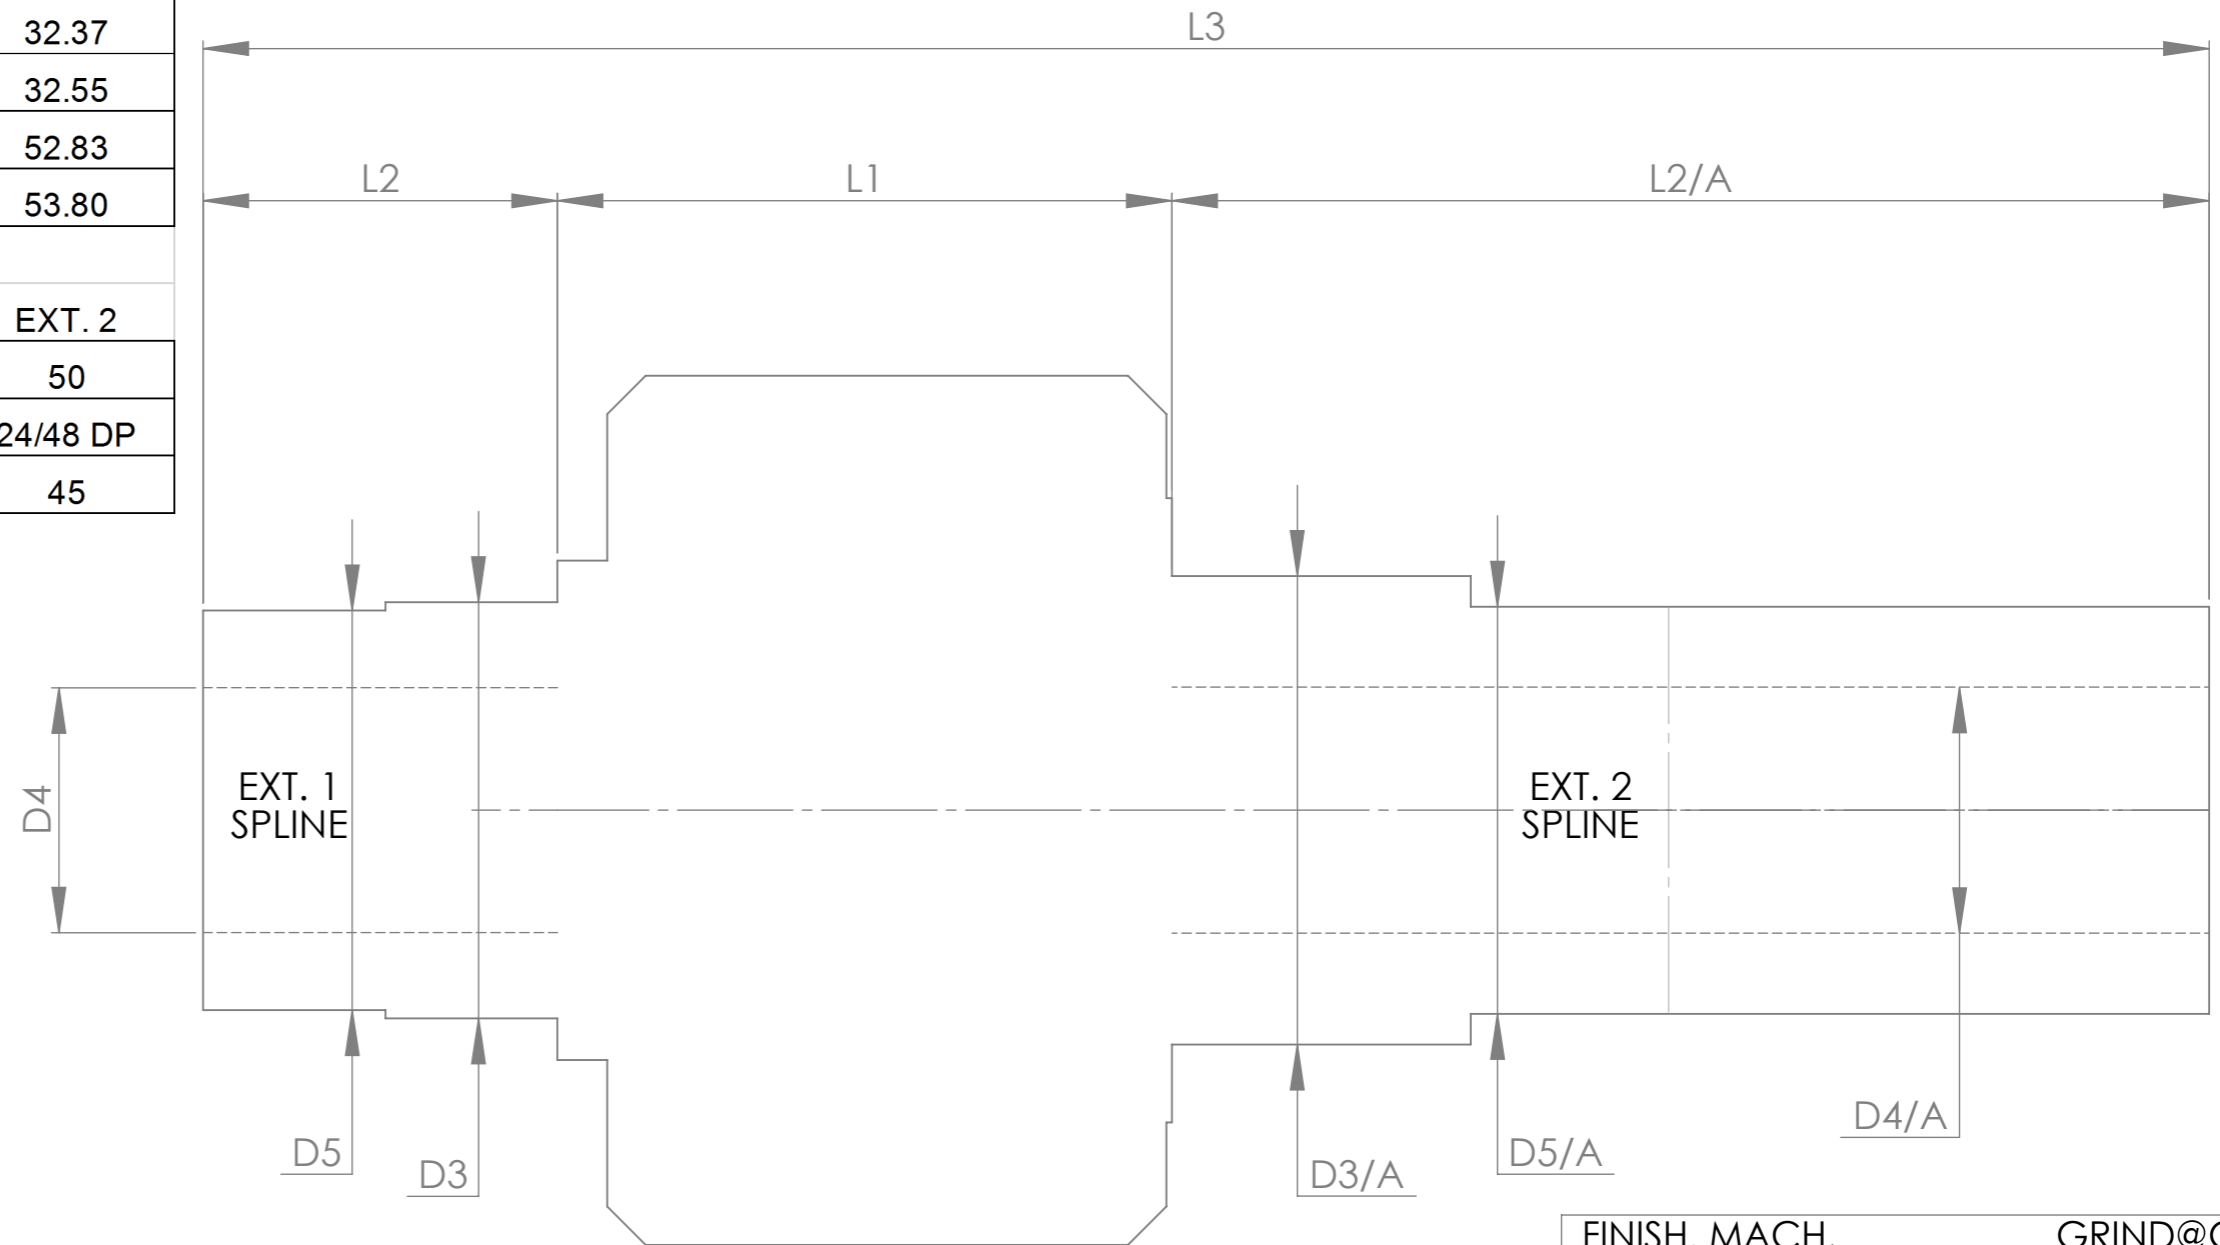 32.37
32.55
52.83
53.80
EXT. 2
50
24/48 DP
45
L3
L2
L1
L2/A
D4
EXT. 1
SPLINE
EXT. 2
SPLINE
D5
D3
D3/A
D5/A
D4/A
FINISH. MACH.
GRIND@